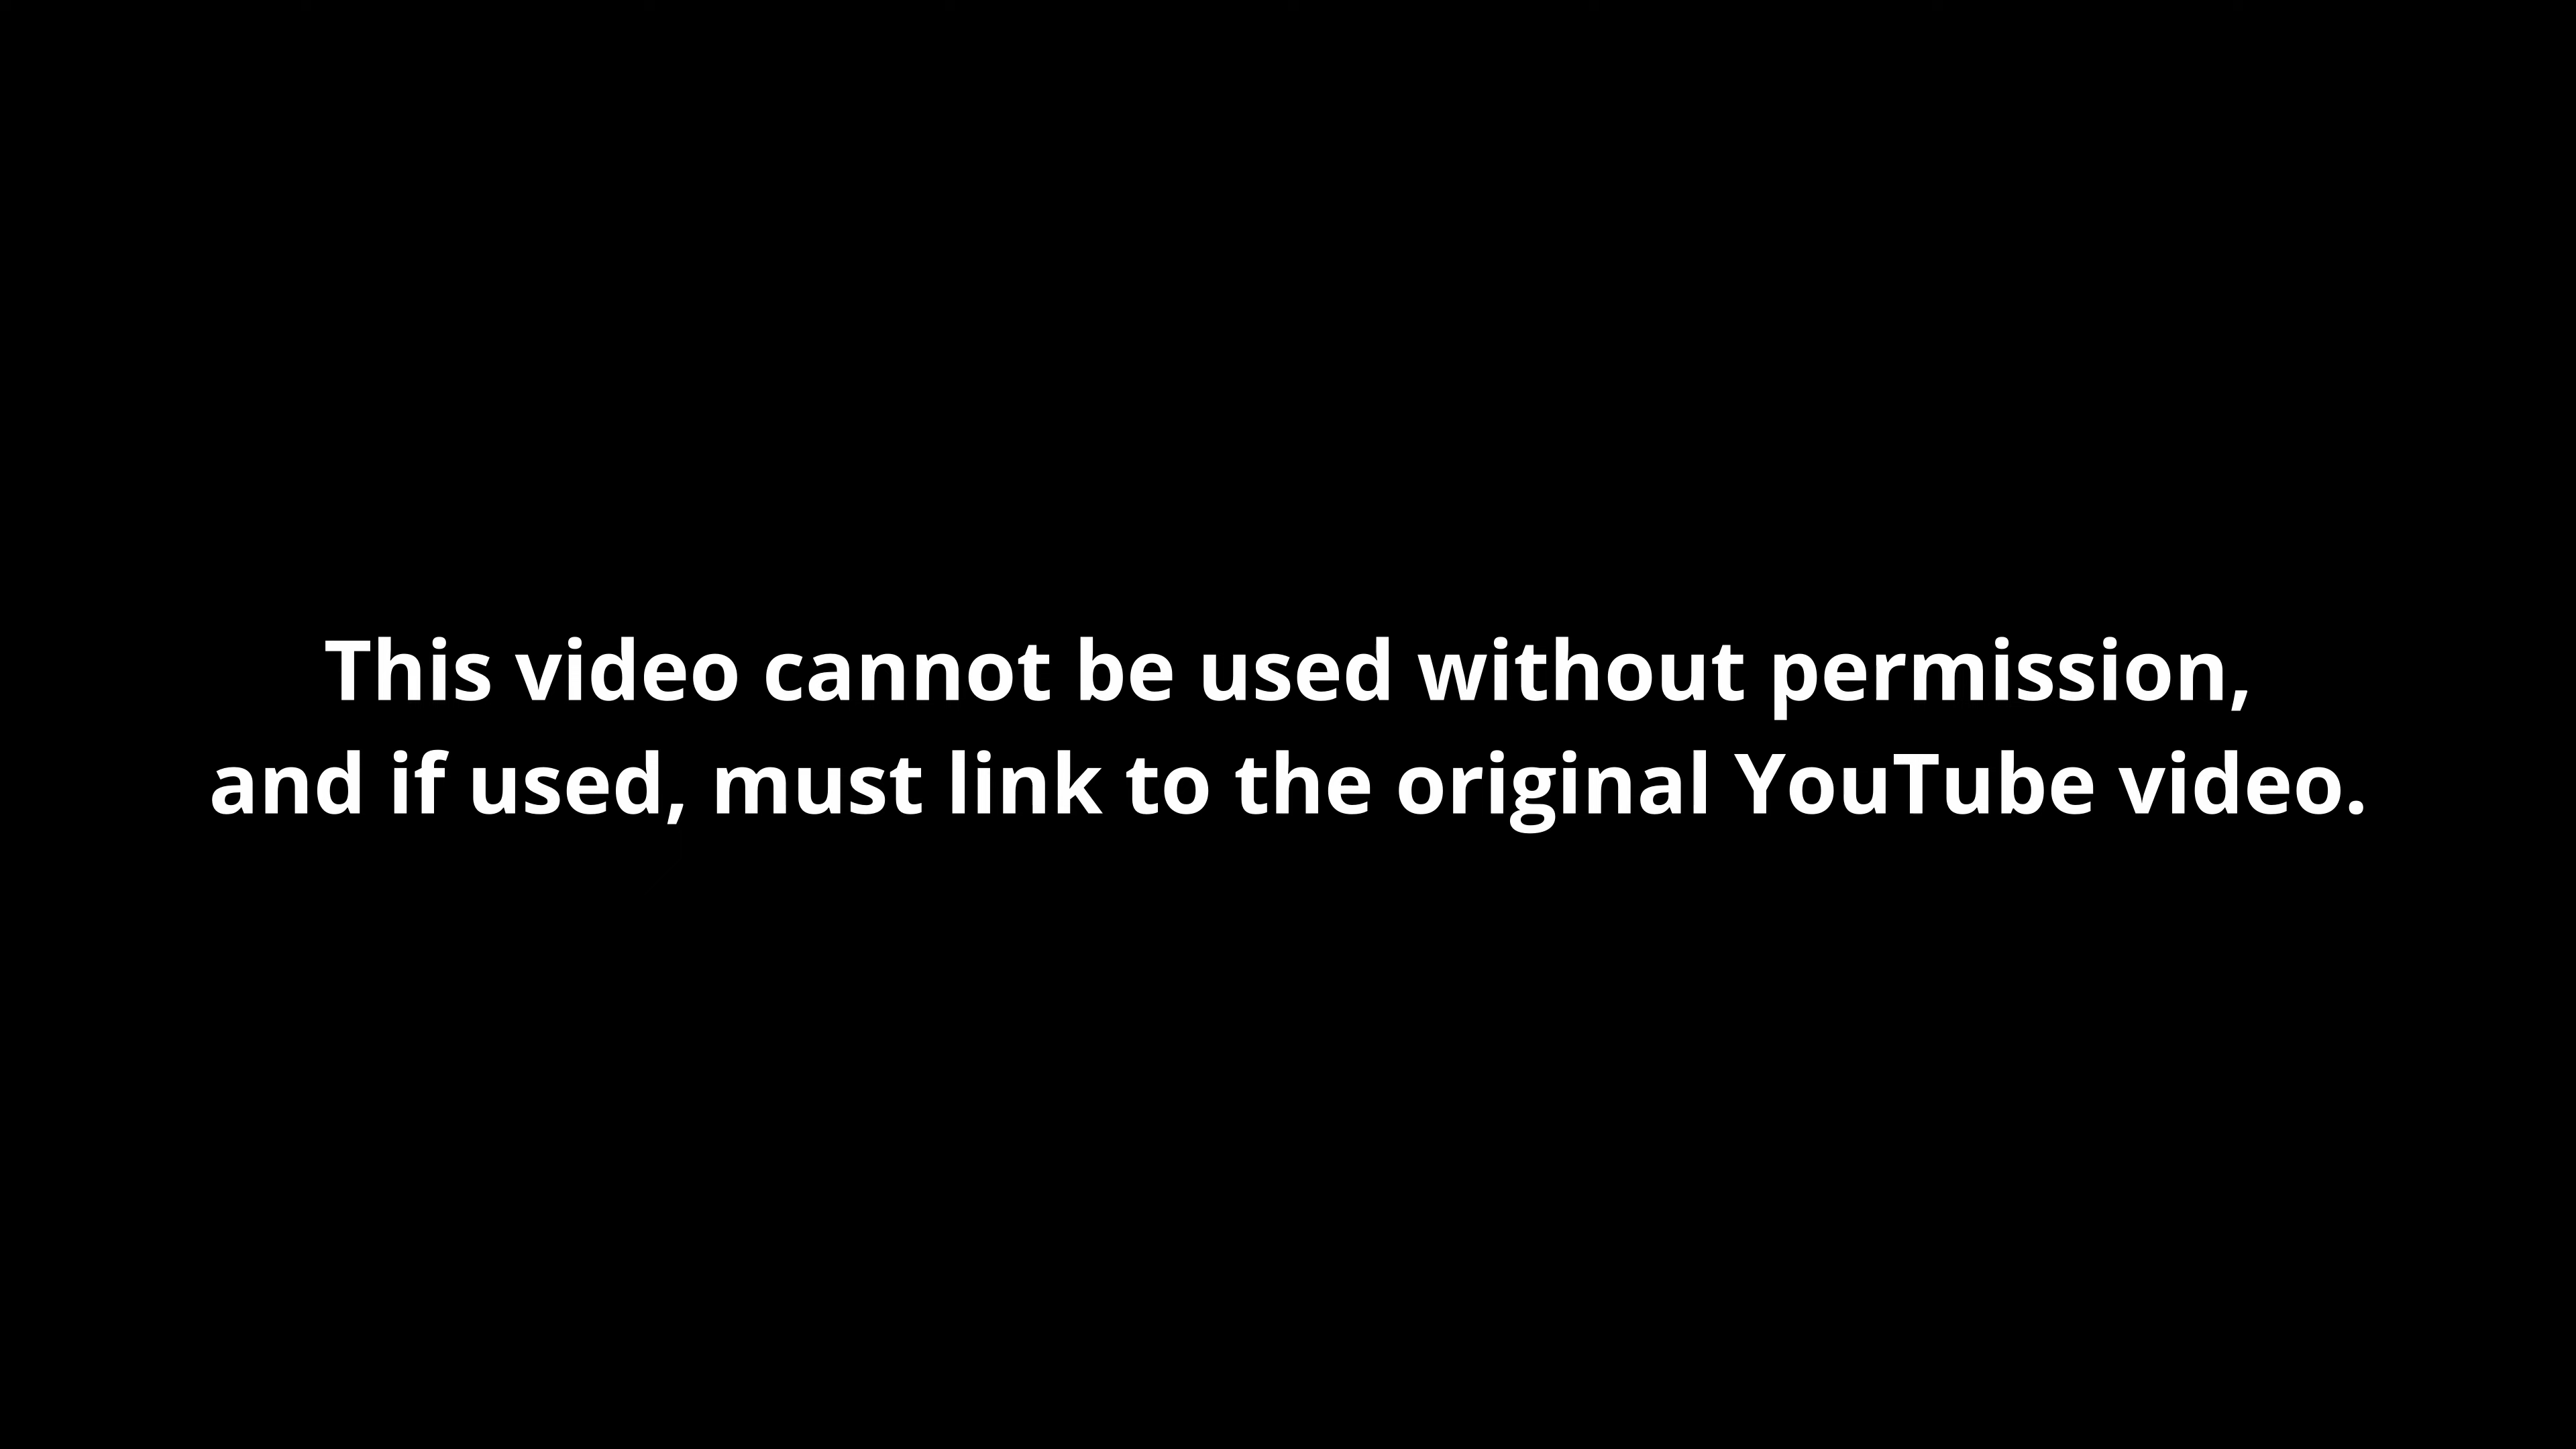 This video cannot be used without permission,
and if used, must link to the original YouTube video.